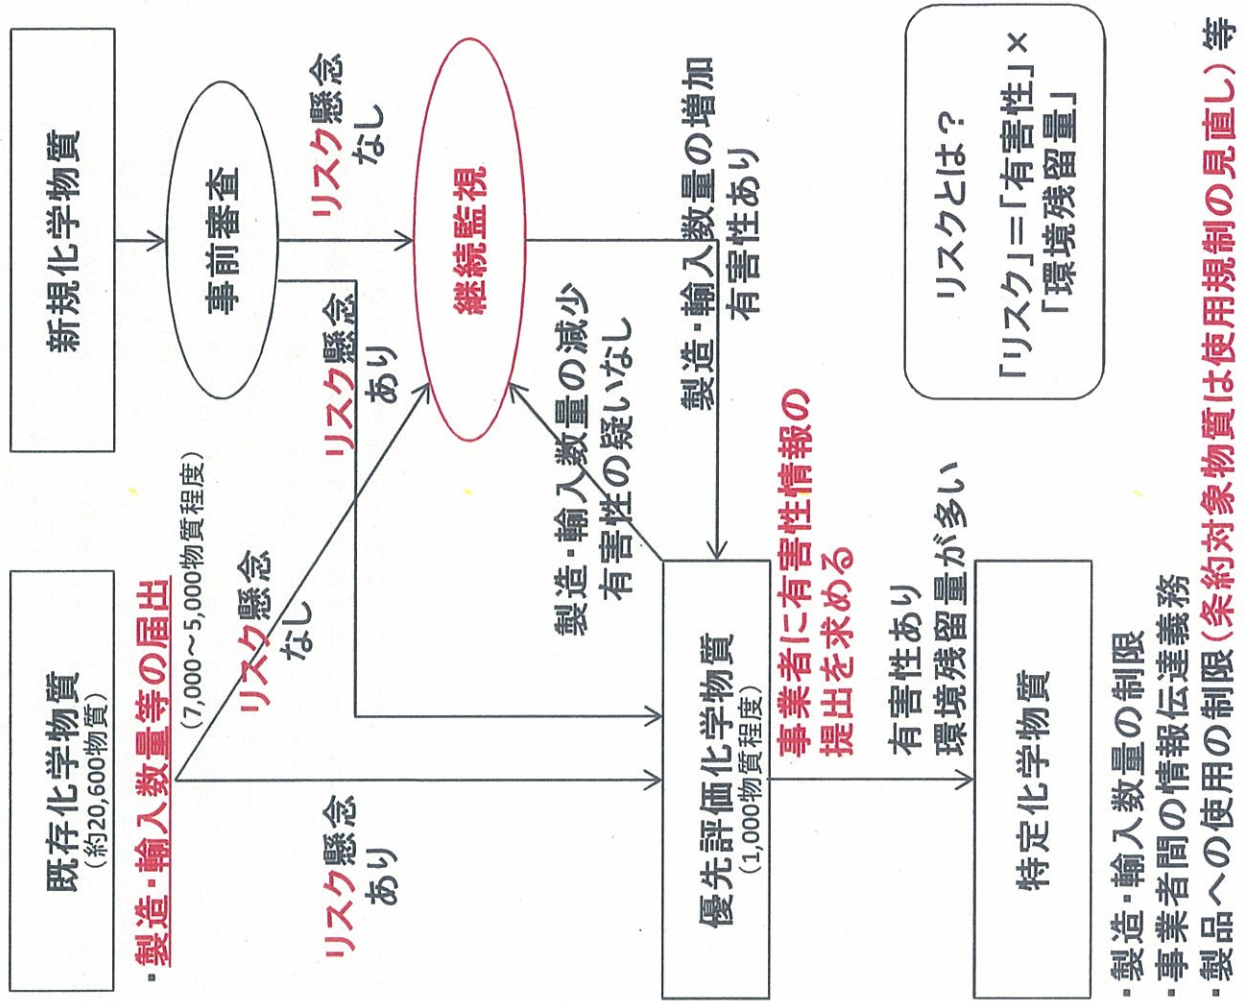 既存化学物質
(約20,600物質)
・製造・輸入数量等の届出
(7,000～5,000物質程度)
新規化学物質
事前審査
リスク懸念
なし
リスク懸念
あり
リスク懸念
なし
リスク懸念
あり
継続監視
製造・輸入数量の減少
有害性の疑いなし
製造・輸入数量の増加
有害性あり
優先評価化学物質
(1,000物質程度)
事業者に有害性情報の
提出を求める
有害性あり
環境残留量が多い
特定化学物質
リスクとは？
「リスク」＝「有害性」×
「環境残留量」
・製造・輸入数量の制限
・事業者間の情報伝達義務
・製品への使用の制限(条約対象物質は使用規制の見直し)等